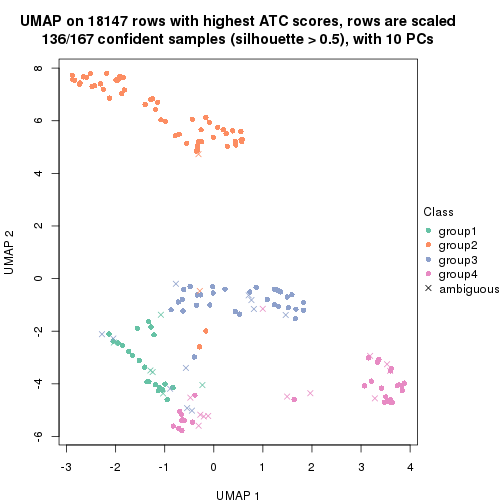 UMAP on 18147 rows with highest ATC scores, rows are scaled
136/167 confident samples (silhouette > 0.5), with 10 PCs
8
6
4
2
0
-2
-4
-6
UMAP 2
-3
-2
-1
0
1
2
3
4
UMAP 1
Class
group1
group2
group3
group4
ambiguous